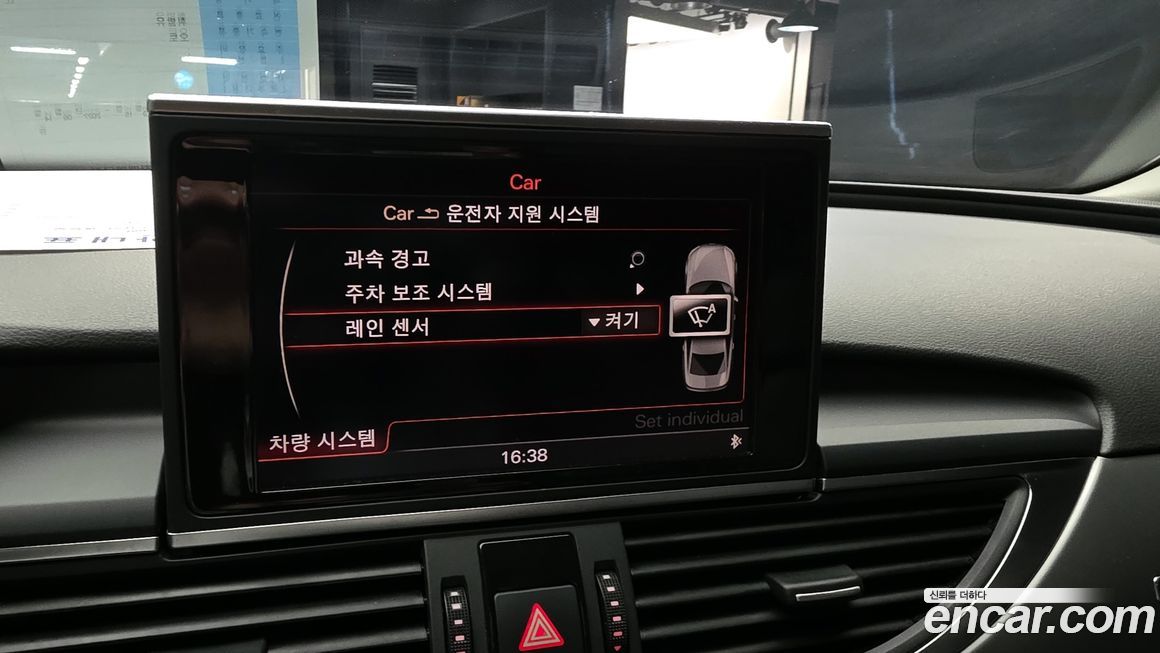 Car
Car 운전자 지원 시스템
과속 경고
주차 보조 시스템
레인 센서 켜기
A
Set individual
차량 시스템
16:38
신뢰를 더하다
encar.com